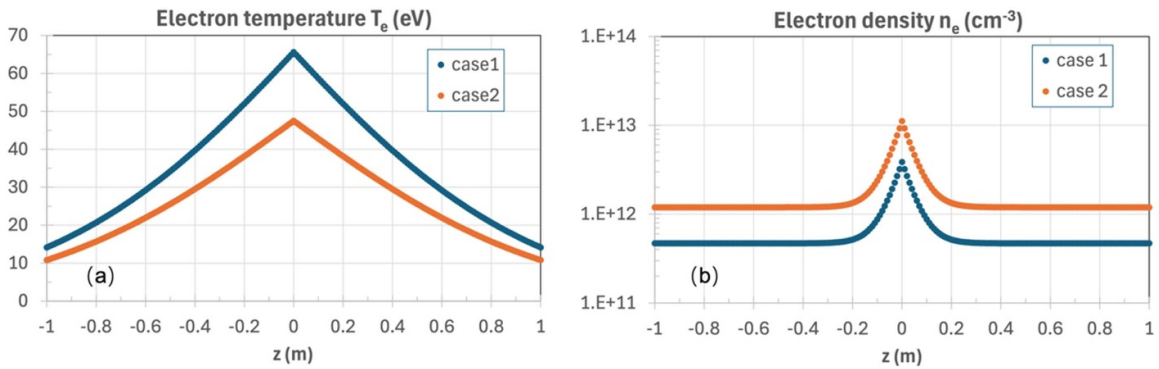 Electron temperature Te (eV)
70
60
50
40
30
20
10
0
-1 -0.8 -0.6 -0.4 -0.2 0 0.2 0.4 0.6 0.8 1
z (m)
case1
case2
(a)
Electron density ne (cm-3)
1.E+14
1.E+13
1.E+12
1.E+11
-1 -0.8 -0.6 -0.4 -0.2 0 0.2 0.4 0.6 0.8 1
z (m)
case 1
case 2
(b)